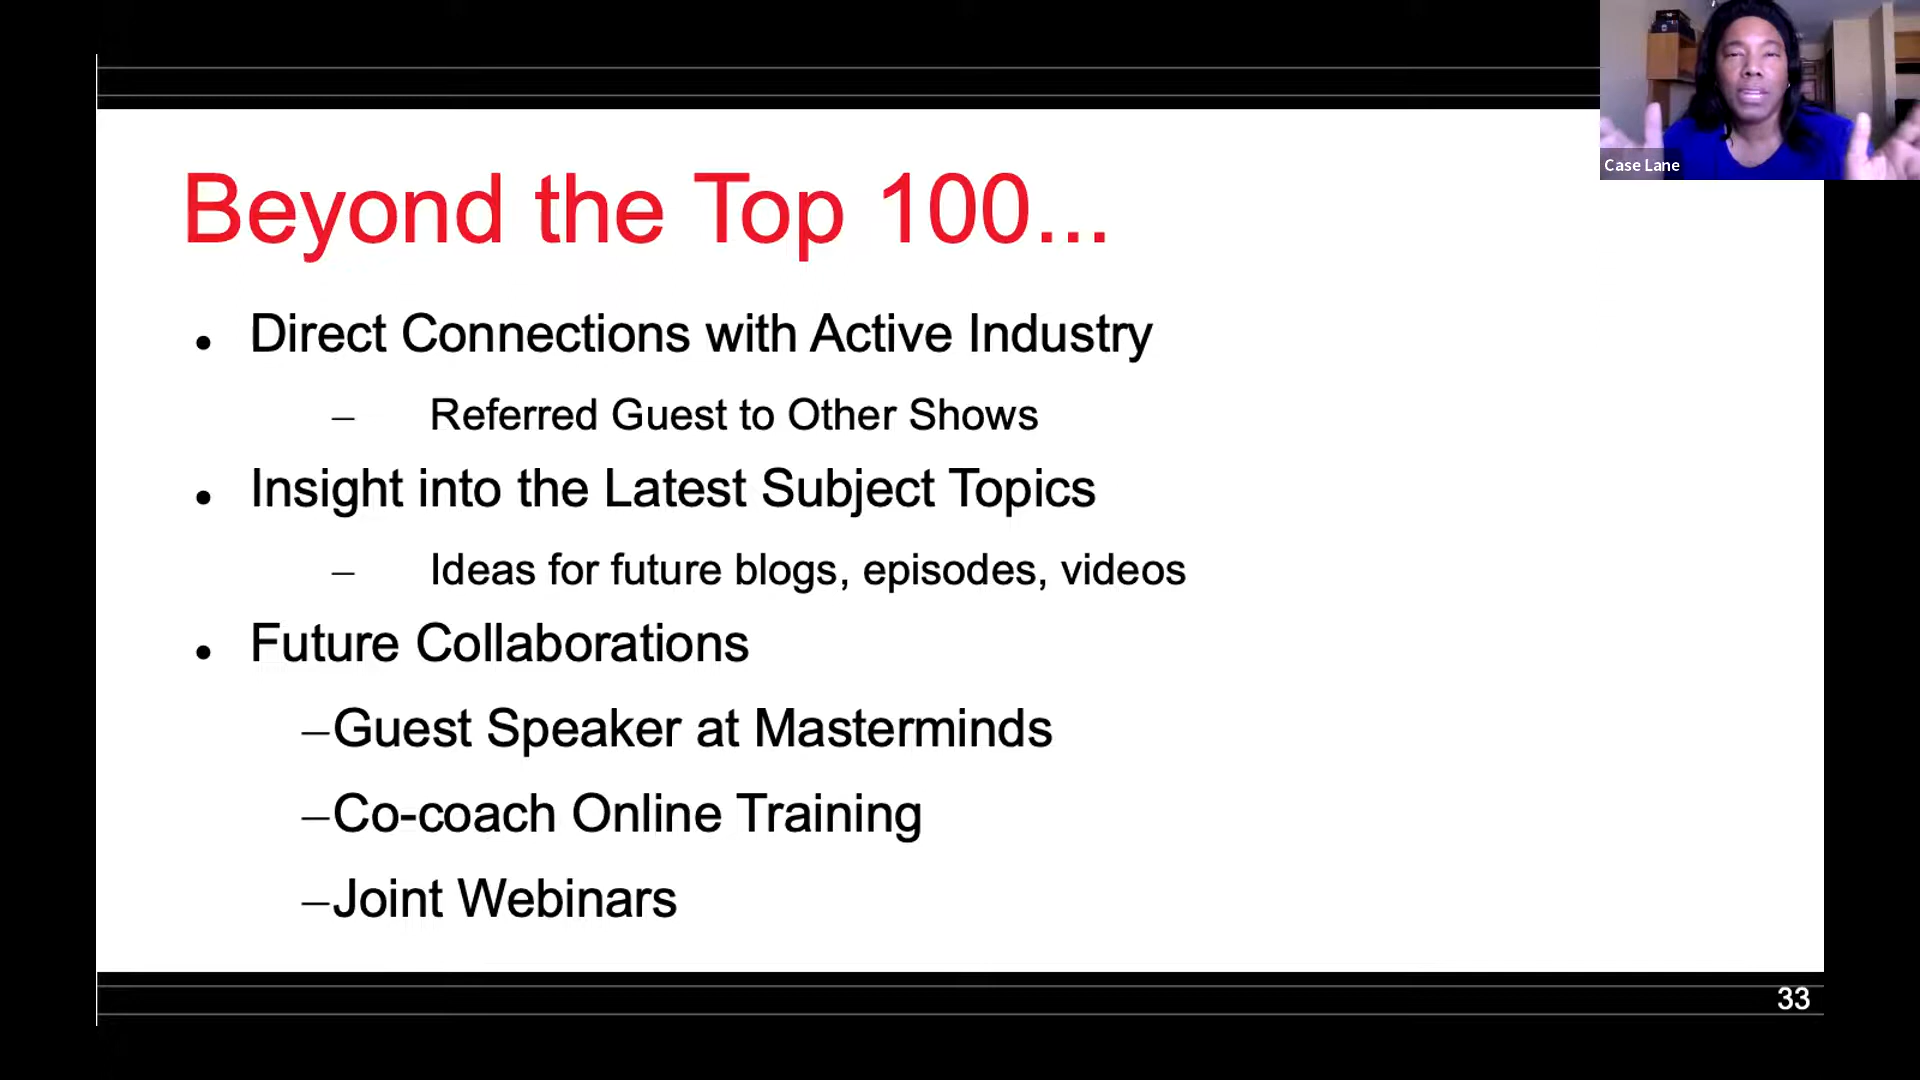 Case Lane
Beyond the Top 100...
• Direct Connections with Active Industry
– Referred Guest to Other Shows
• Insight into the Latest Subject Topics
– Ideas for future blogs, episodes, videos
• Future Collaborations
–Guest Speaker at Masterminds
–Co-coach Online Training
–Joint Webinars
33